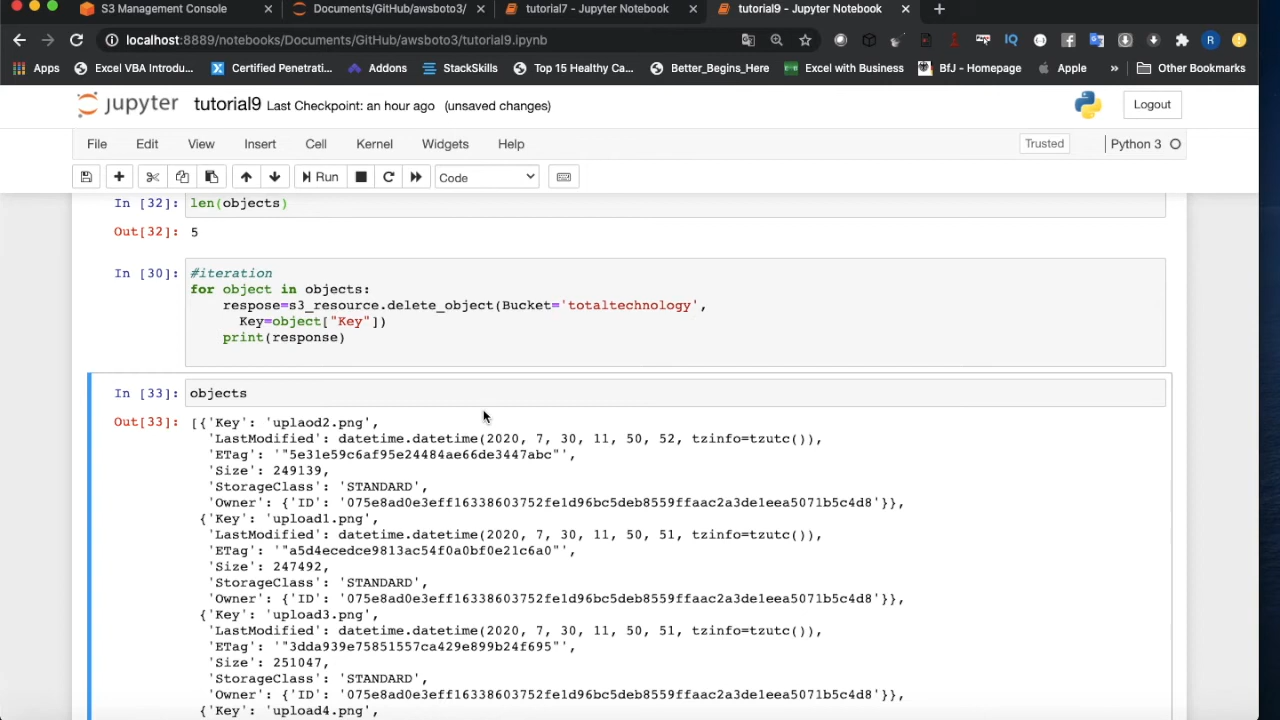 S3 Management Console
Documents/GitHub/awsboto3/
tutorial7 - Jupyter Notebook
tutorial9 - Jupyter Notebook
localhost:8889/notebooks/Documents/GitHub/awsboto3/tutorial9.ipynb
Apps
Excel VBA Introdu...
Certified Penetrati...
Addons
StackSkills
Top 15 Healthy Ca...
Better_Begins_Here
Excel with Business
BfJ - Homepage
Apple
»
Other Bookmarks
jupyter tutorial9 Last Checkpoint: an hour ago (unsaved changes)
Logout
File Edit View Insert Cell Kernel Widgets Help
Trusted
Python 3
Run
Code
In [32]: len(objects)
Out[32]: 5
In [30]: #iteration
for object in objects:
respose=s3_resource.delete_object(Bucket='totaltechnology',
Key=object["Key"])
print(response)
In [33]: objects
Out[33]: [{'Key': 'uplaod2.png',
'LastModified': datetime.datetime(2020, 7, 30, 11, 50, 52, tzinfo=tzutc()),
'ETag': '"5e31e59c6af95e24484ae66de3447abc"',
'Size': 249139,
'StorageClass': 'STANDARD',
'Owner': {'ID': '075e8ad0e3eff16338603752fe1d96bc5deb8559ffaac2a3de1eea5071b5c4d8'}},
{'Key': 'upload1.png',
'LastModified': datetime.datetime(2020, 7, 30, 11, 50, 51, tzinfo=tzutc()),
'ETag': '"a5d4ecedce9813ac54f0a0bf0e21c6a0"',
'Size': 247492,
'StorageClass': 'STANDARD',
'Owner': {'ID': '075e8ad0e3eff16338603752fe1d96bc5deb8559ffaac2a3de1eea5071b5c4d8'}},
{'Key': 'upload3.png',
'LastModified': datetime.datetime(2020, 7, 30, 11, 50, 51, tzinfo=tzutc()),
'ETag': '"3dda939e75851557ca429e899b24f695"',
'Size': 251047,
'StorageClass': 'STANDARD',
'Owner': {'ID': '075e8ad0e3eff16338603752fe1d96bc5deb8559ffaac2a3de1eea5071b5c4d8'}},
{'Key': 'upload4.png',